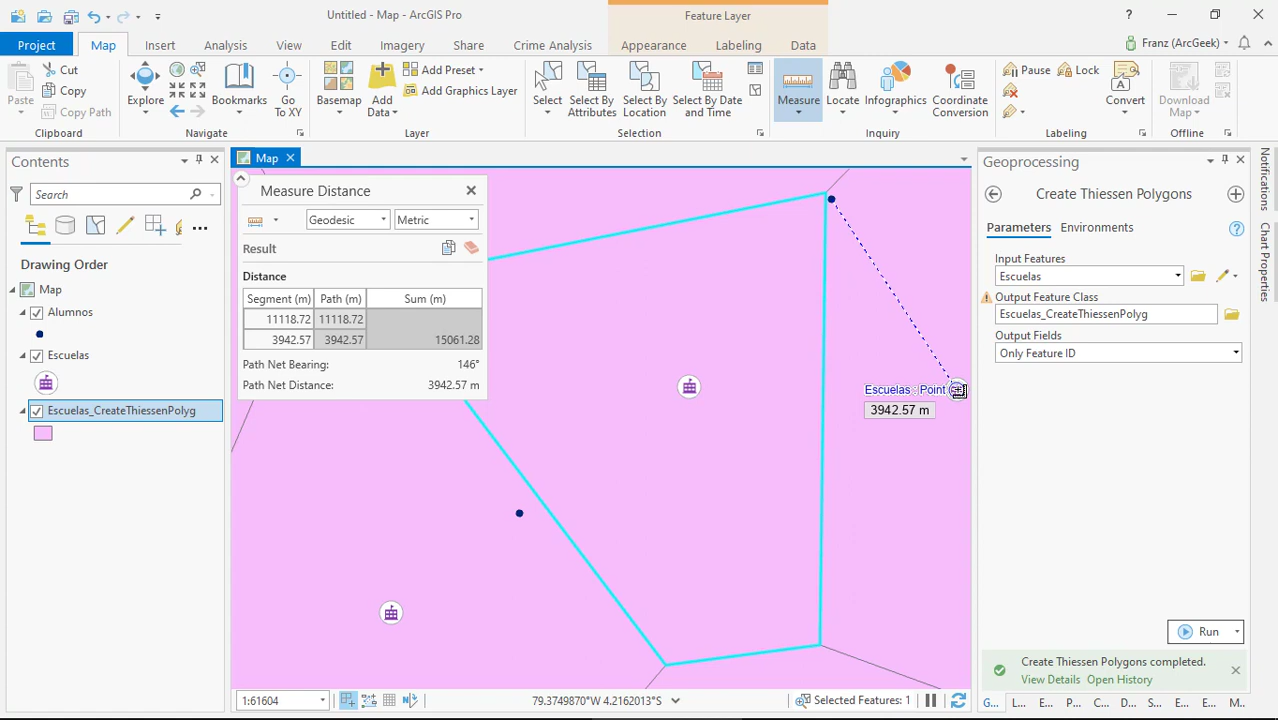 Untitled - Map - ArcGIS Pro
Feature Layer
?
Project
Map
Insert
Analysis
View
Edit
Imagery
Share
Crime Analysis
Appearance
Labeling
Data
Franz (ArcGeek)
Paste
Cut
Copy
Copy Path
Clipboard
Explore
Bookmarks
Go To XY
Navigate
Basemap
Add Data
Add Preset
Add Graphics Layer
Layer
Select
Select By Attributes
Select By Location
Select By Date and Time
Selection
Measure
Locate
Infographics
Coordinate Conversion
Inquiry
Pause
Lock
Convert
Labeling
Download Map
Offline
Contents
Search
Drawing Order
Map
Alumnos
Escuelas
Escuelas_CreateThiessenPolyg
Map
Measure Distance
Geodesic
Metric
Result
Distance
Segment (m) Path (m) Sum (m)
11118.72 11118.72
3942.57 3942.57 15061.28
Path Net Bearing: 146°
Path Net Distance: 3942.57 m
Escuelas : Point
3942.57 m
1:61604
79.3749870°W 4.2162013°S
Selected Features: 1
Geoprocessing
Create Thiessen Polygons
Parameters
Environments
?
Input Features
Escuelas
Output Feature Class
Escuelas_CreateThiessenPolyg
Output Fields
Only Feature ID
Run
Create Thiessen Polygons completed.
View Details Open History
G... L... E... P... C... D... S... E... E... M...
Notifications
Chart Properties